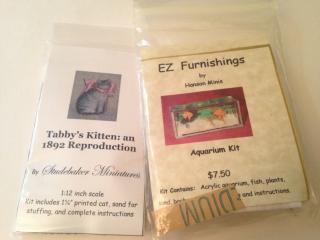 Tabby's Kitten: an
1892 Reproduction
By Studebaker Miniatures
1:12 inch scale
Kit includes 1¼" printed cat, sand for
stuffing, and complete instructions
EZ Furnishings
by
Hanson Minis
Aquarium Kit
$7.50
Kit Contains: Acrylic aquarium, fish, plants,
and instructions.
DIUM